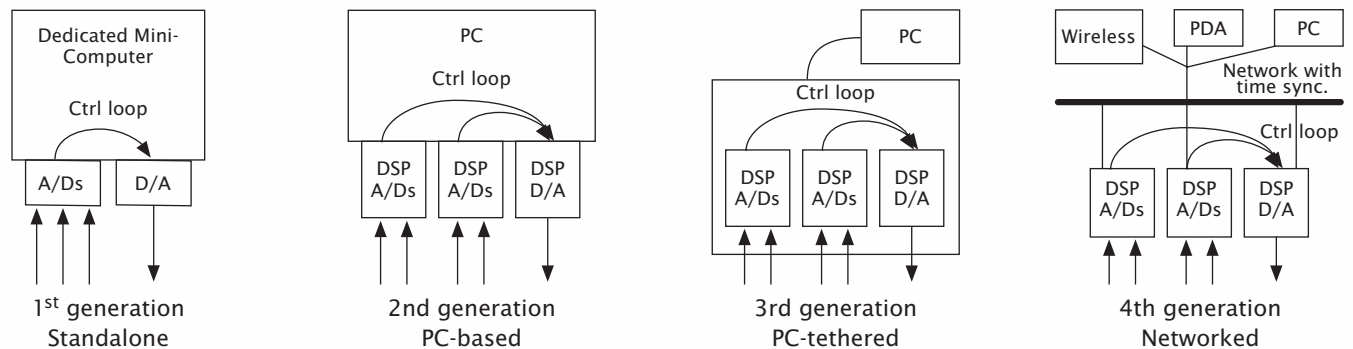 Dedicated Mini-
Computer
Ctrl loop
A/Ds
D/A
1st generation
Standalone
PC
Ctrl loop
DSP
A/Ds
DSP
A/Ds
DSP
D/A
2nd generation
PC-based
PC
Ctrl loop
DSP
A/Ds
DSP
A/Ds
DSP
D/A
3rd generation
PC-tethered
Wireless
PDA
PC
Network with
time sync.
Ctrl loop
DSP
A/Ds
DSP
A/Ds
DSP
D/A
4th generation
Networked